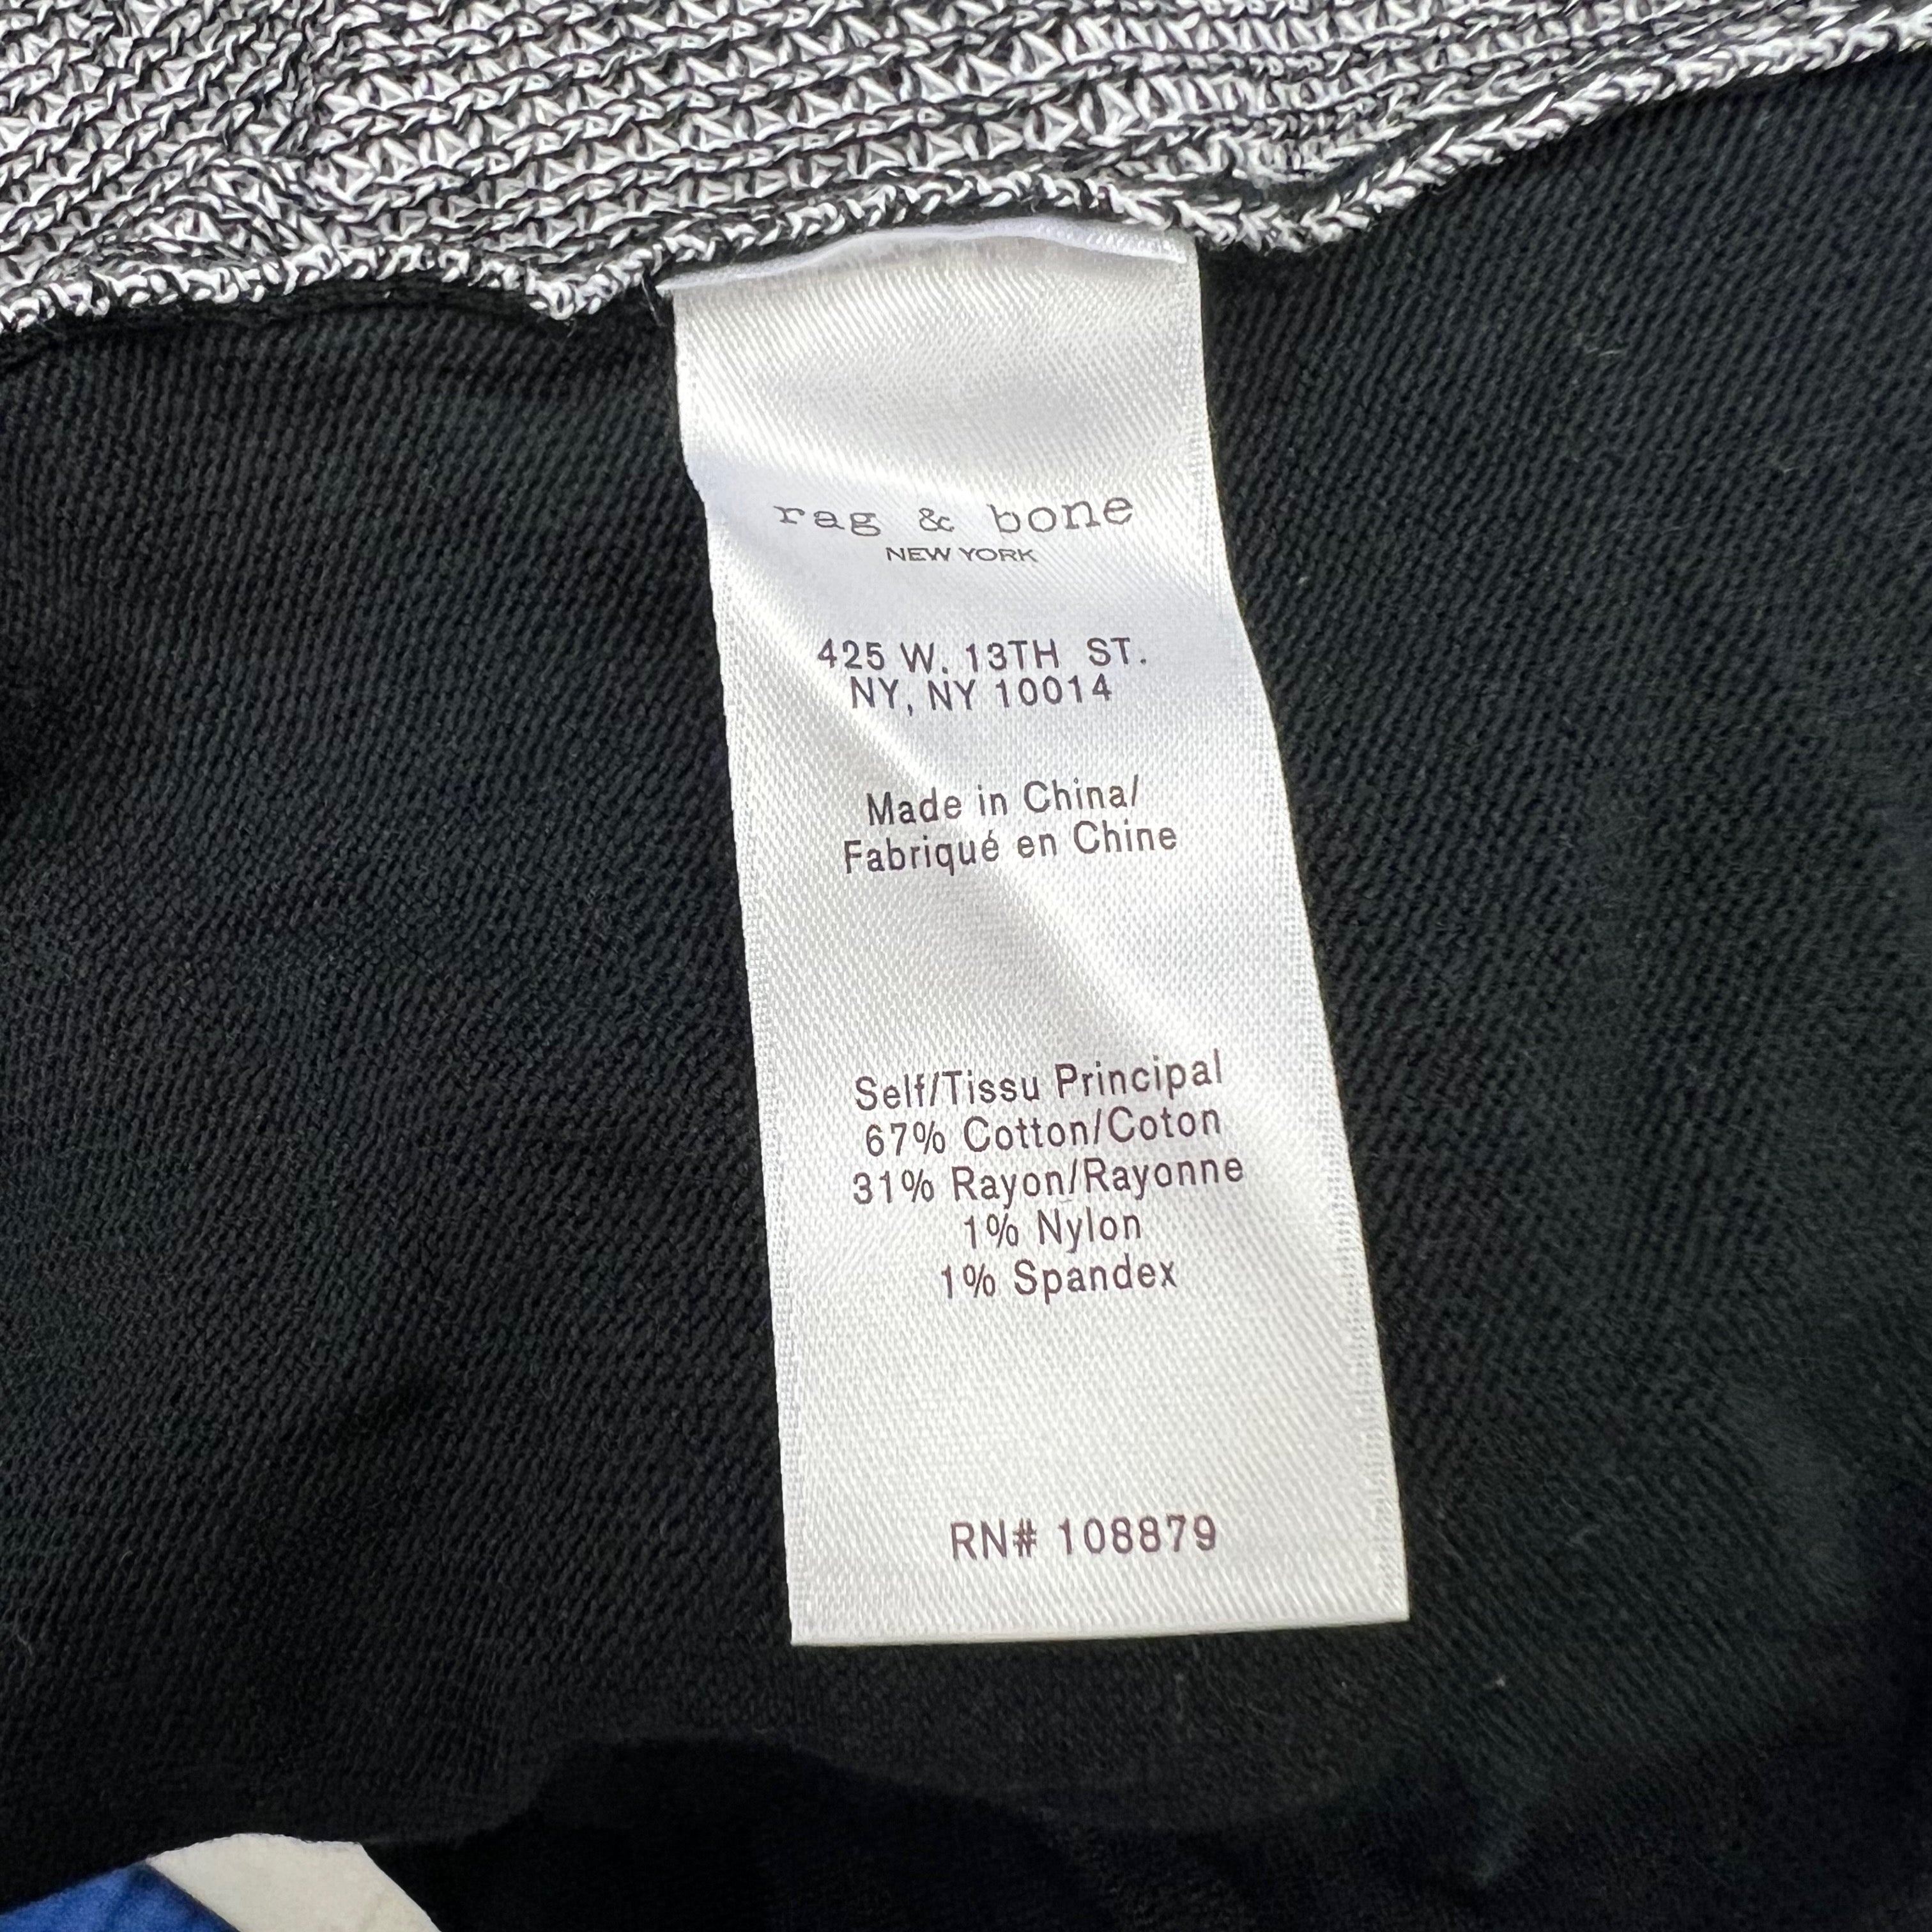 rag & bone
NEW YORK
425 W. 13TH ST.
NY, NY 10014
Made in China/
Fabriqué en Chine
Self/Tissu Principal
67% Cotton/Coton
31% Rayon/Rayonne
1% Nylon
1% Spandex
RN# 108879